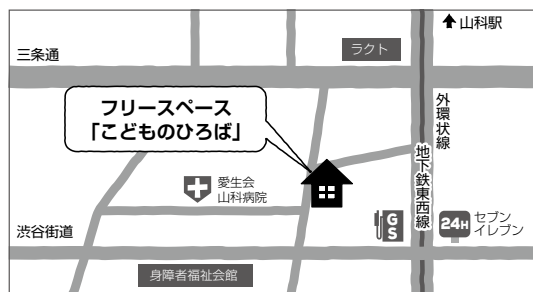 山科駅
三条通
ラクト
フリースペース
「こどものひろば」
外環状線
地下鉄東西線
愛生会
山科病院
渋谷街道
GS
24H
セブン
イレブン
身障者福祉会館